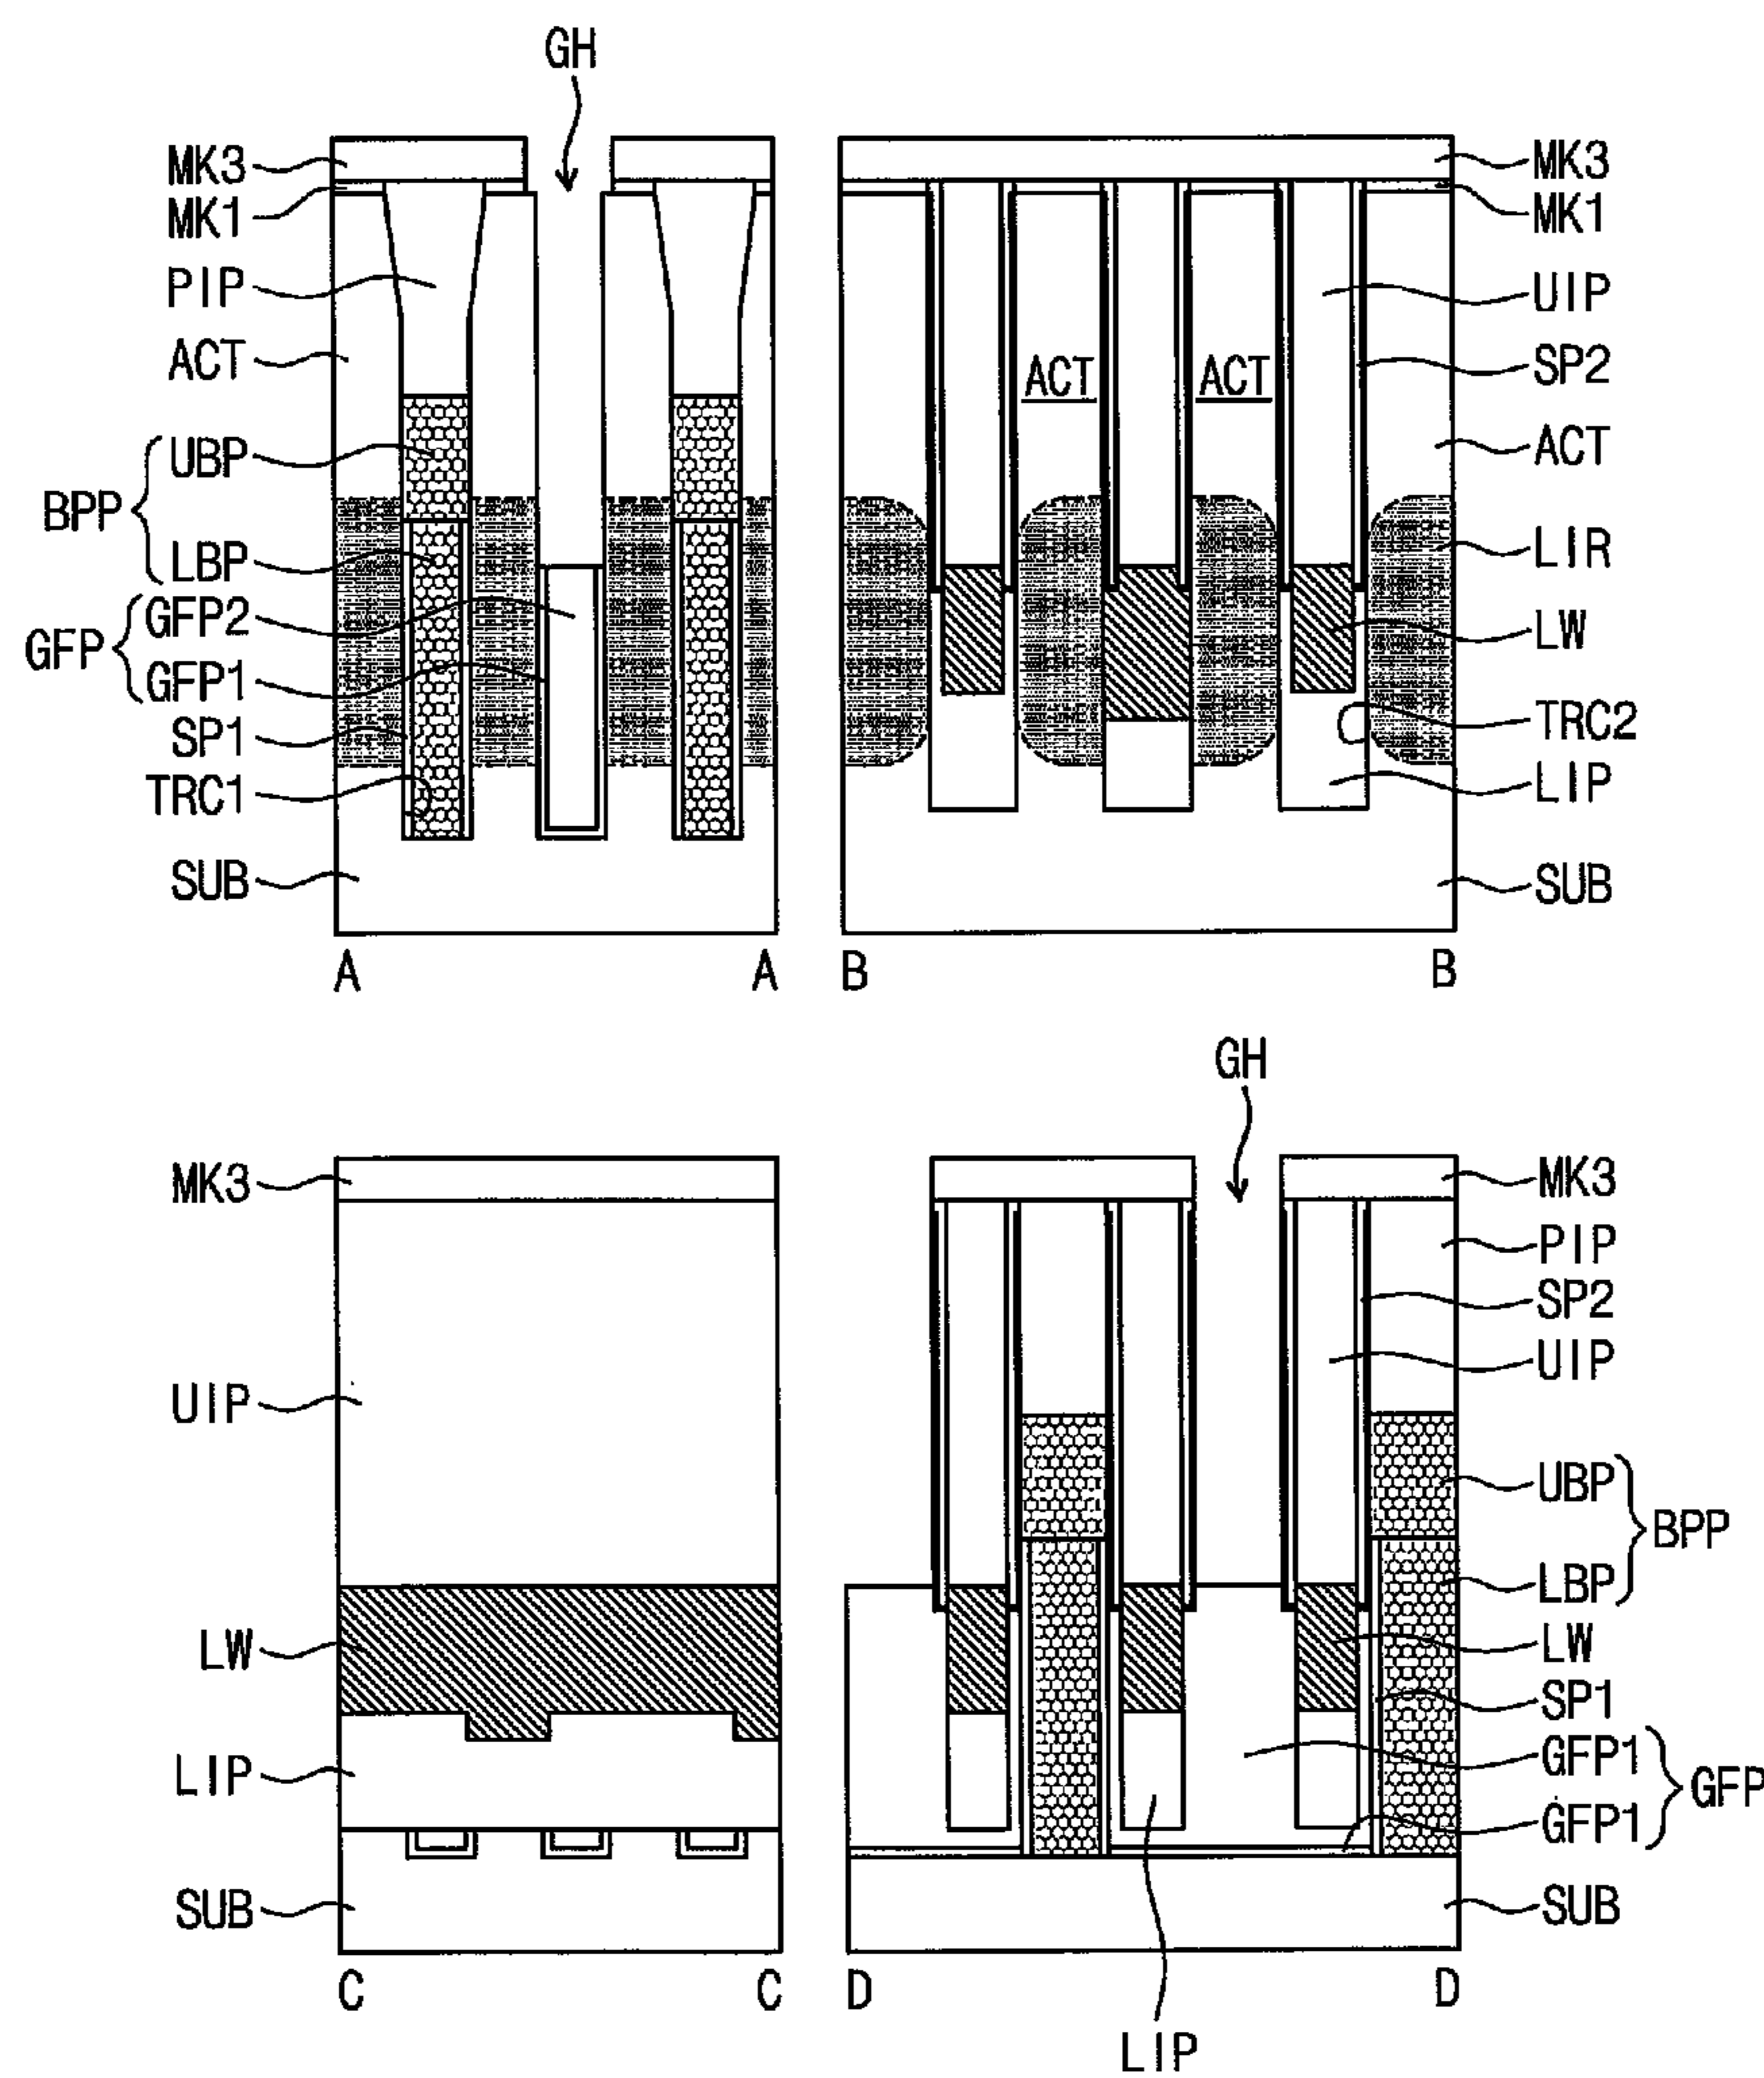 GH
MK3
MK1
PIP
ACT
UBP
BPP
LBP
GFP2
GFP
GFP1
SP1
TRC1
SUB
A A
MK3
MK1
UIP
SP2
ACT ACT
ACT
LIR
LW
TRC2
LIP
SUB
B B
MK3
UIP
LW
LIP
SUB
C C
GH
MK3
PIP
SP2
UIP
UBP
BPP
LBP
LW
SP1
GFP1
GFP
GFP1
SUB
D D
LIP